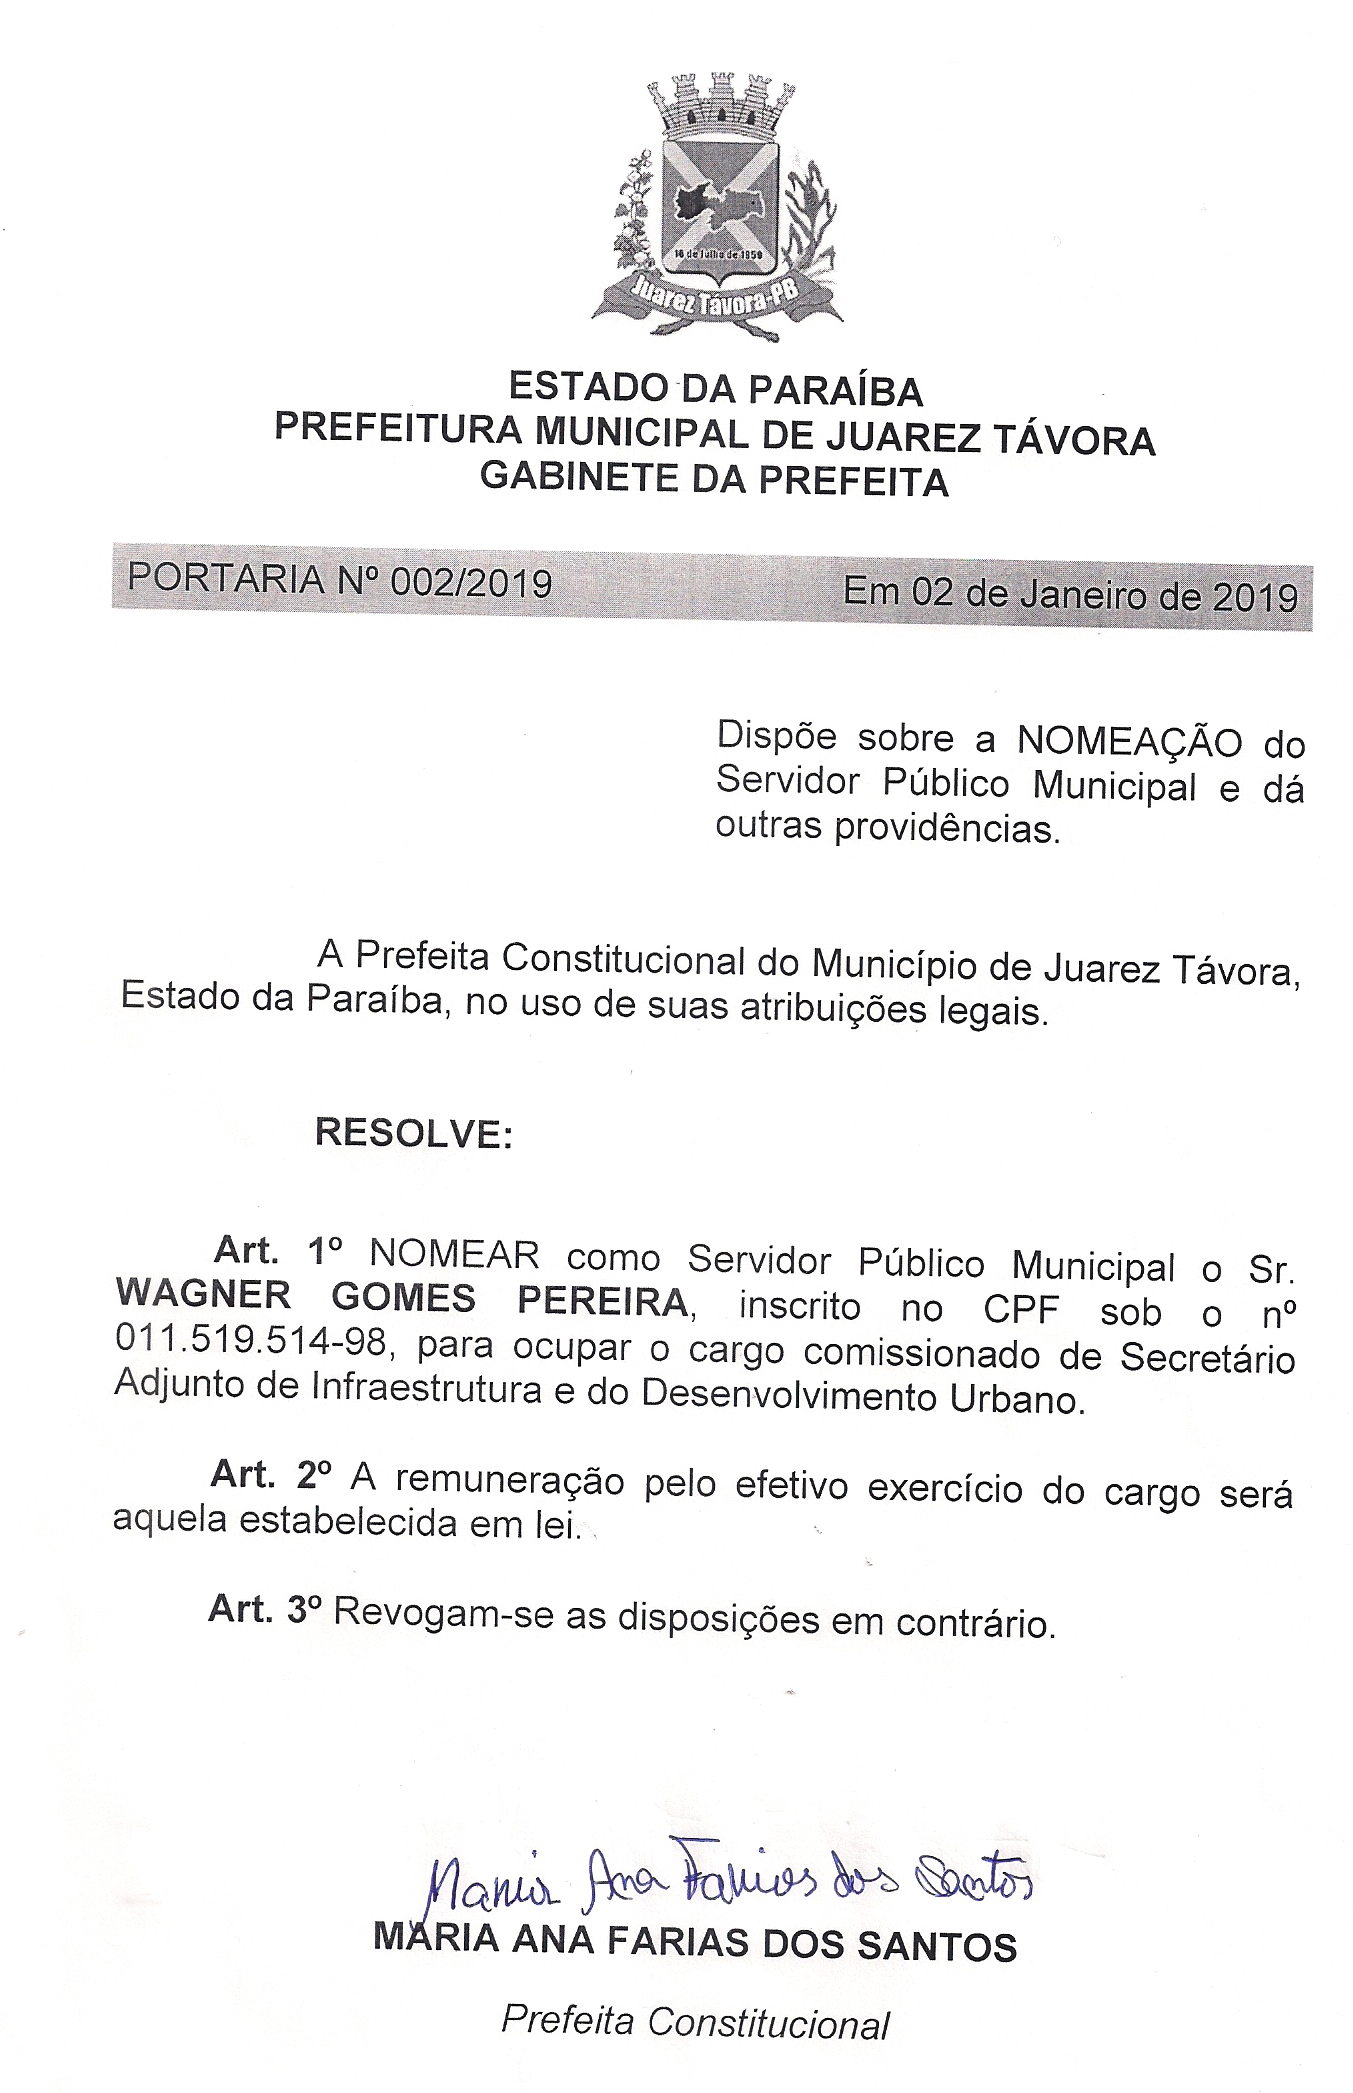 16 de Julho de 1959
Juarez Távora-PB
ESTADO DA PARAÍBA
PREFEITURA MUNICIPAL DE JUAREZ TÁVORA
GABINETE DA PREFEITA
PORTARIA Nº 002/2019 Em 02 de Janeiro de 2019
Dispõe sobre a NOMEAÇÃO do
Servidor Público Municipal e dá
outras providências.
A Prefeita Constitucional do Município de Juarez Távora,
Estado da Paraíba, no uso de suas atribuições legais.
RESOLVE:
Art. 1º NOMEAR como Servidor Público Municipal o Sr.
WAGNER GOMES PEREIRA, inscrito no CPF sob o nº
011.519.514-98, para ocupar o cargo comissionado de Secretário
Adjunto de Infraestrutura e do Desenvolvimento Urbano.
Art. 2º A remuneração pelo efetivo exercício do cargo será
aquela estabelecida em lei.
Art. 3º Revogam-se as disposições em contrário.
Maria Ana Farias dos Santos
MARIA ANA FARIAS DOS SANTOS
Prefeita Constitucional